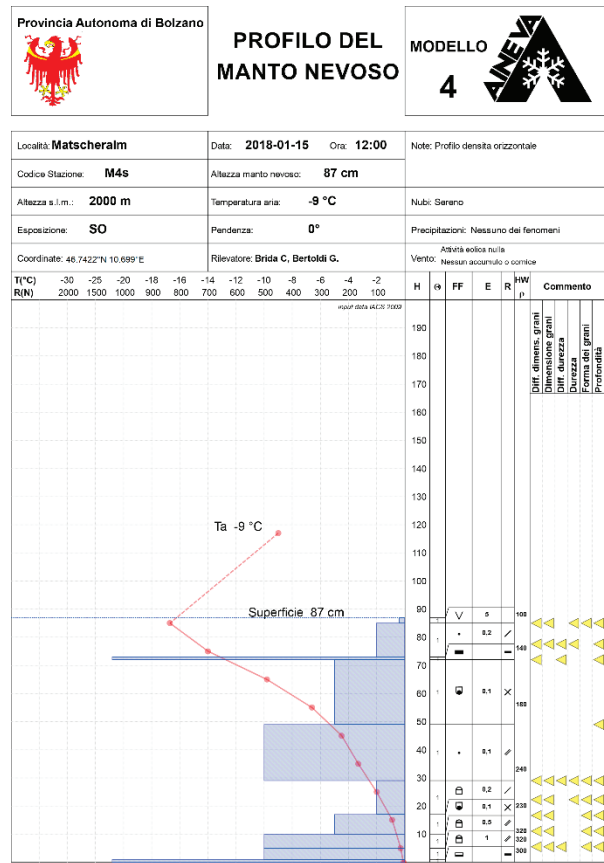 Provincia Autonoma di Bolzano
PROFILO DEL
MANTO NEVOSO
MODELLO
4
AINEVA
Località: Matscheralm
Data: 2018-01-15 Ora: 12:00
Note: Profilo densita orizzontale
Codice Stazione: M4s
Altezza manto nevoso: 87 cm
Altezza s.l.m.: 2000 m
Temperatura aria: -9 °C
Nubi: Sereno
Esposizione: SO
Pendenza: 0°
Precipitazioni: Nessuno dei fenomeni
Coordinate: 46.7422°N 10.699°E
Rilevatore: Brida C, Bertoldi G.
Vento: Attività eolica nulla
Nessun accumulo o cornice
T(°C) -30 -25 -20 -18 -16 -14 -12 -10 -8 -6 -4 -2
R(N) 2000 1500 1000 900 800 700 600 500 400 300 200 100
H Θ FF E R HW ρ Commento
input data IACS 2009
Diff. dimens. grani
Dimensione grani
Diff. durezza
Durezza
Forma dei grani
Profondità
190
180
170
160
150
140
130
120
110
100
90
80
70
60
50
40
30
20
10
Ta -9 °C
Superficie 87 cm
5 100
0,2
140
0,1 180
0,1 240
0,2
0,1 230
0,5 320
1 320
300